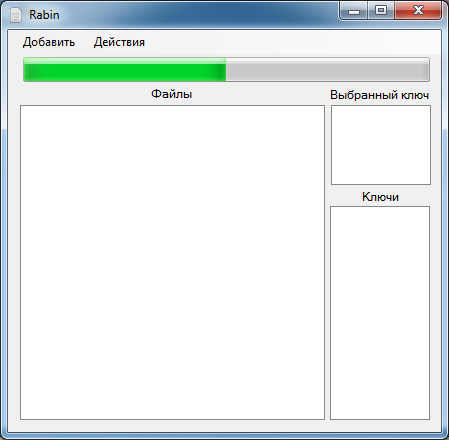 Rabin
Добавить Действия
Файлы
Выбранный ключ
Ключи